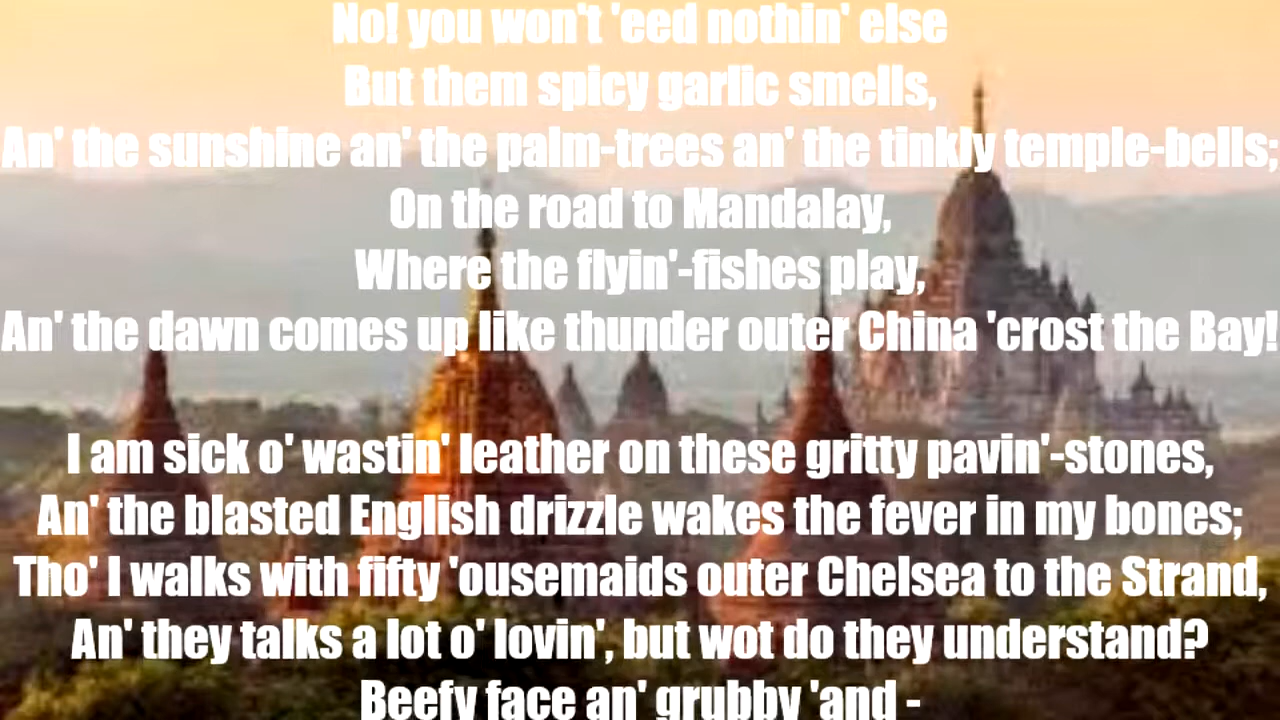 No! you won't 'eed nothin' else
But them spicy garlic smells,
An' the sunshine an' the palm-trees an' the tinkly temple-bells;
On the road to Mandalay,
Where the flyin'-fishes play,
An' the dawn comes up like thunder outer China 'crost the Bay!
I am sick o' wastin' leather on these gritty pavin'-stones,
An' the blasted English drizzle wakes the fever in my bones;
Tho' I walks with fifty 'ousemaids outer Chelsea to the Strand,
An' they talks a lot o' lovin', but wot do they understand?
Beefy face an' grubby 'and -